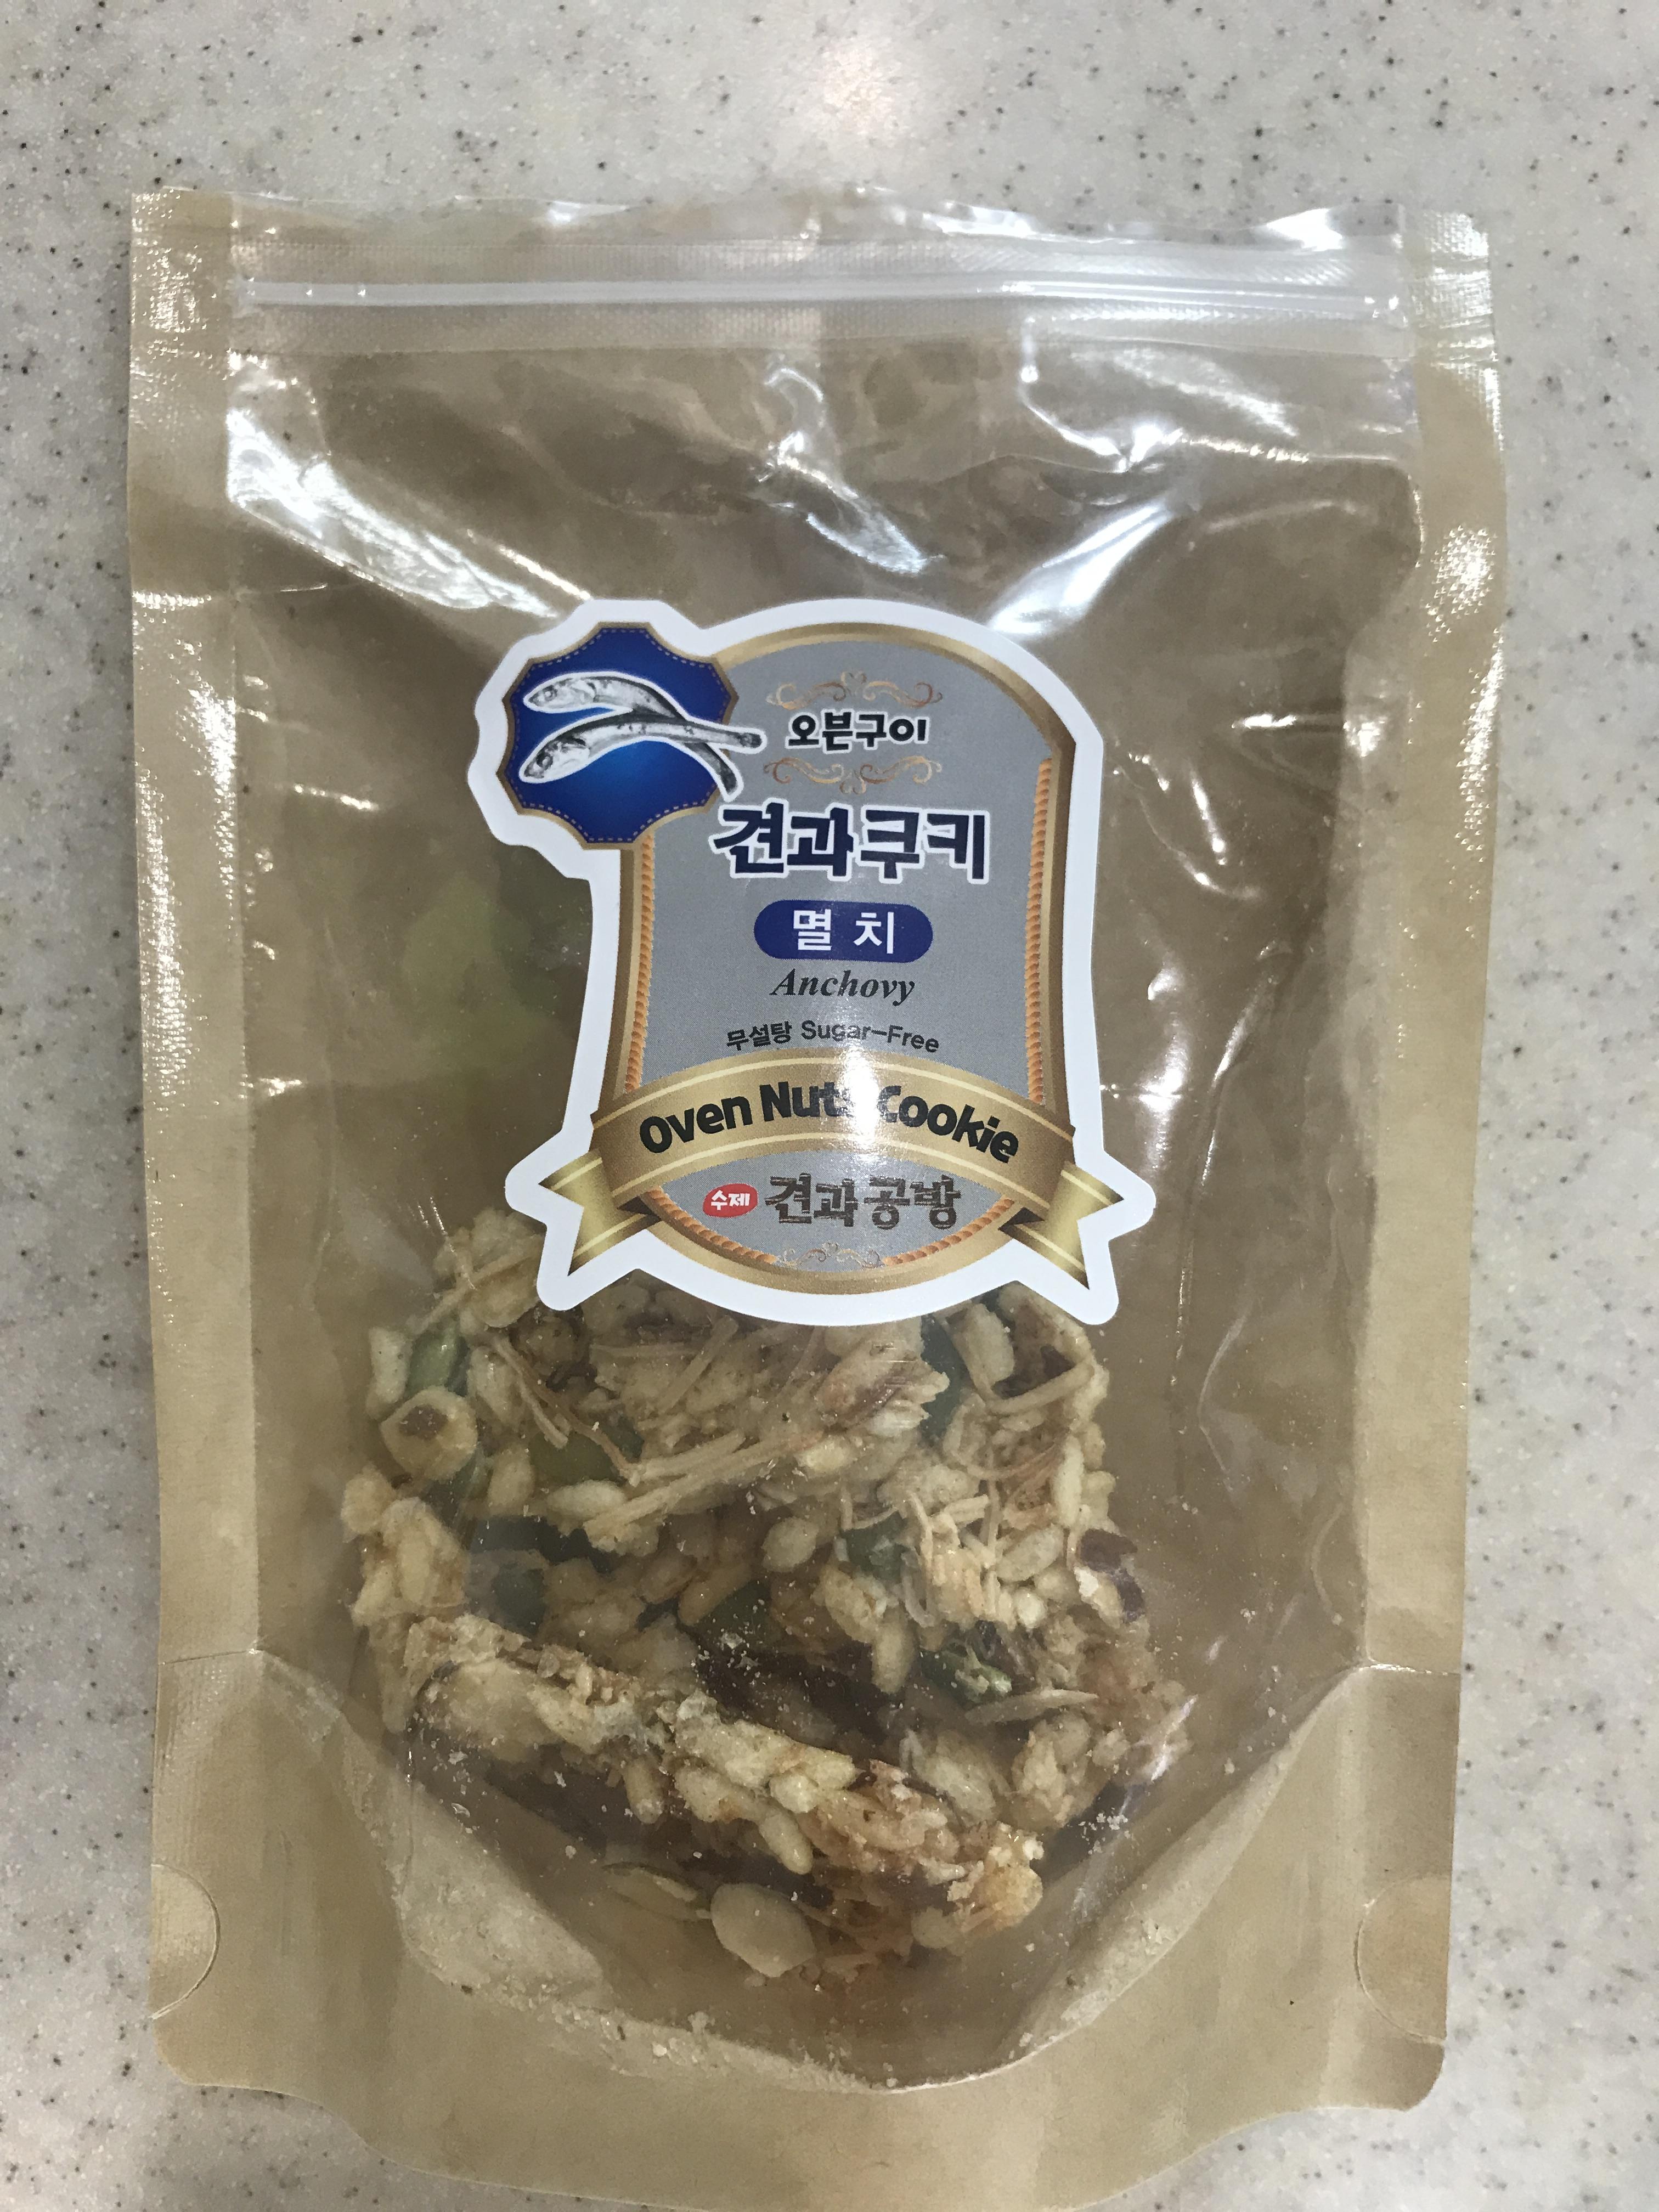 오븐구이
견과쿠키
멸치
Anchovy
무설탕 Sugar-Free
Oven Nuts Cookie
수제 견과공방